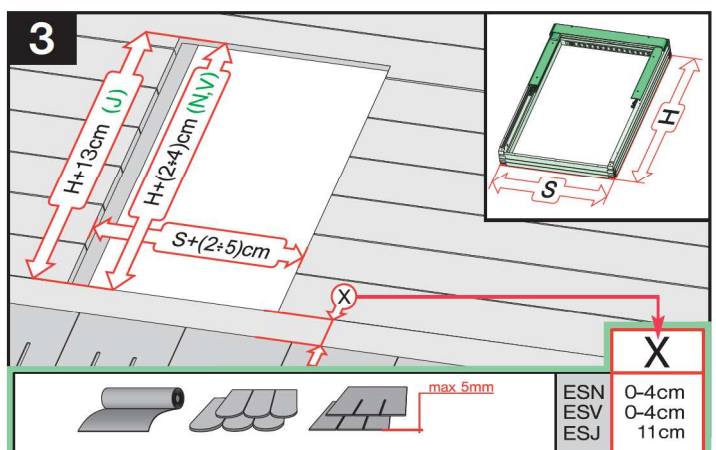 3
H+13cm (J)
H+(2÷4)cm (N,V)
S+(2÷5)cm
H
S
X
X
max 5mm
ESN 0-4cm
ESV 0-4cm
ESJ 11cm